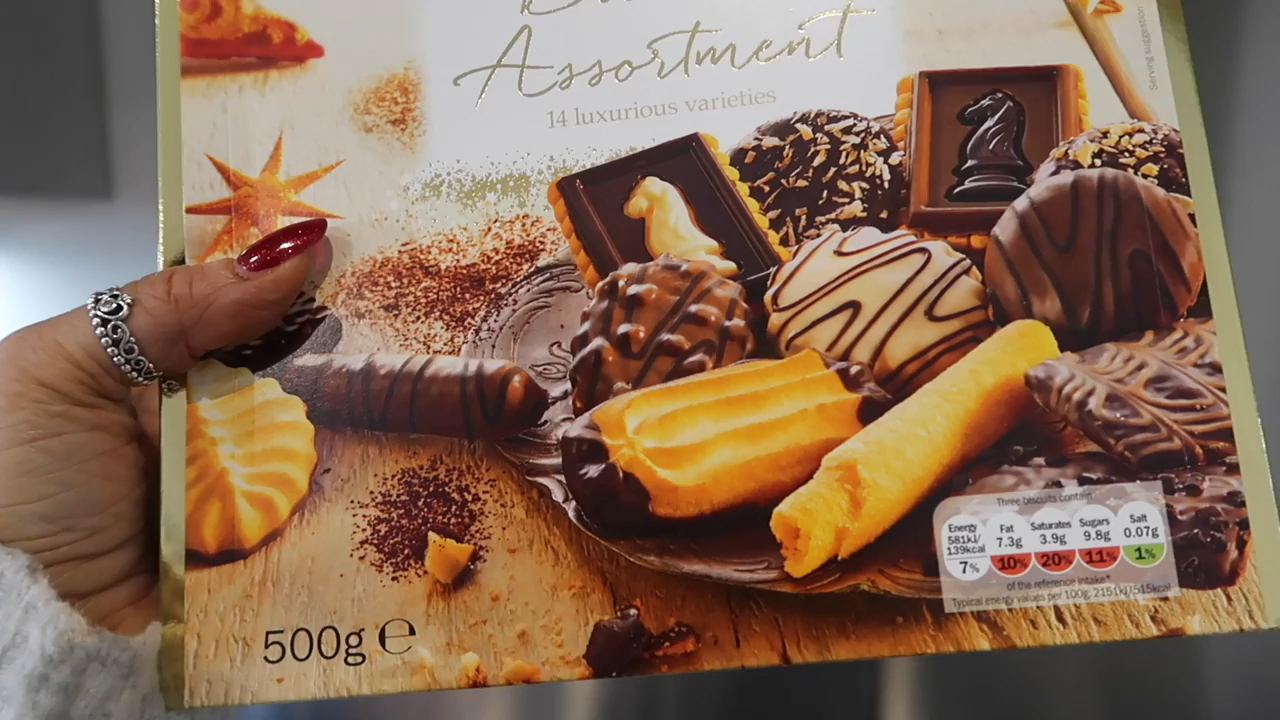 Assortment
14 luxurious varieties
Serving suggestion
Three biscuits contain
Energy
581kJ/
139kcal
7%
Fat
7.3g
10%
Saturates
3.9g
20%
Sugars
9.8g
11%
Salt
0.07g
1%
of the reference intake*
Typical energy values per 100g: 2151kJ/515kcal
500g ℮